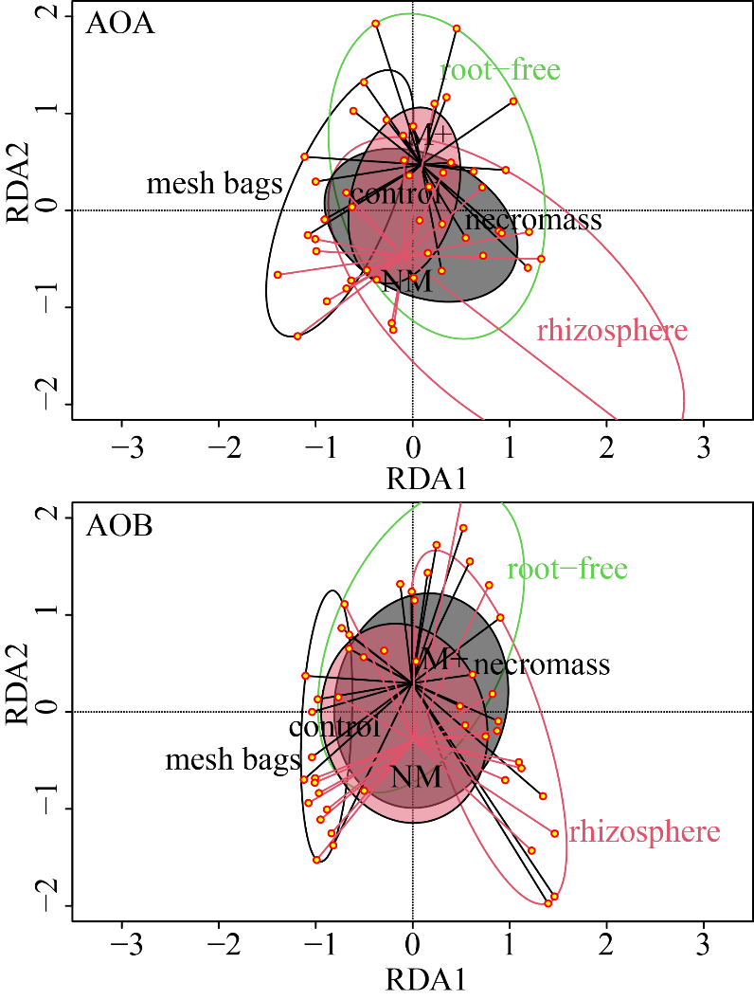 AOA
root−free
M+
mesh bags
control
necromass
NM
rhizosphere
RDA2
2
1
0
−1
−2
−3
−2
−1
0
1
2
3
RDA1
AOB
root−free
M+
necromass
control
mesh bags
NM
rhizosphere
RDA2
2
1
0
−1
−2
−3
−2
−1
0
1
2
3
RDA1